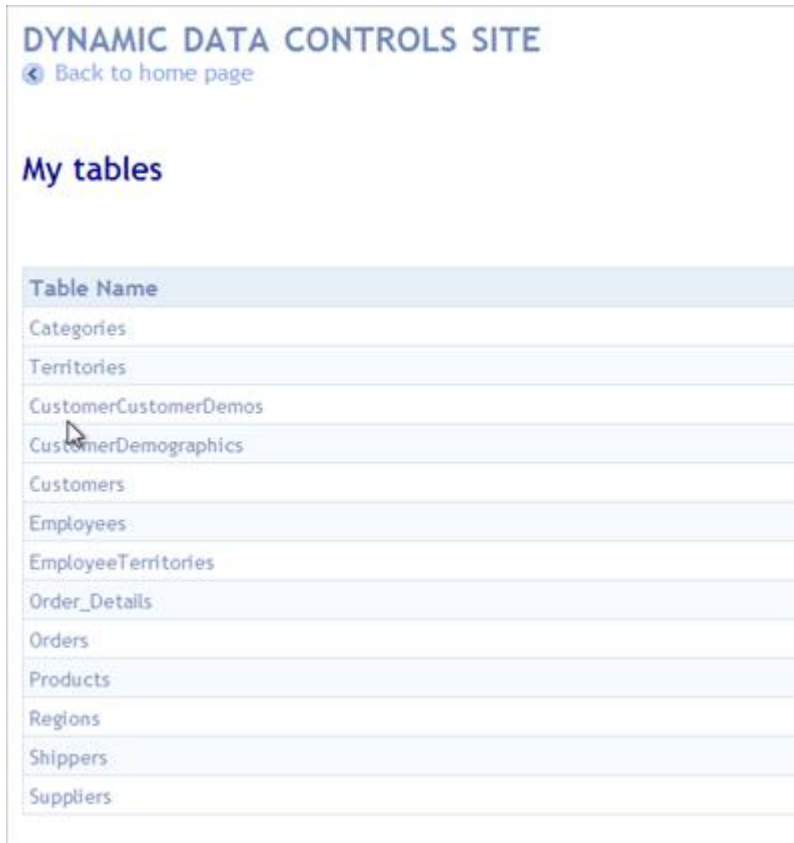 DYNAMIC DATA CONTROLS SITE
Back to home page
My tables
Table Name
Categories
Territories
CustomerCustomerDemos
CustomerDemographics
Customers
Employees
EmployeeTerritories
Order_Details
Orders
Products
Regions
Shippers
Suppliers